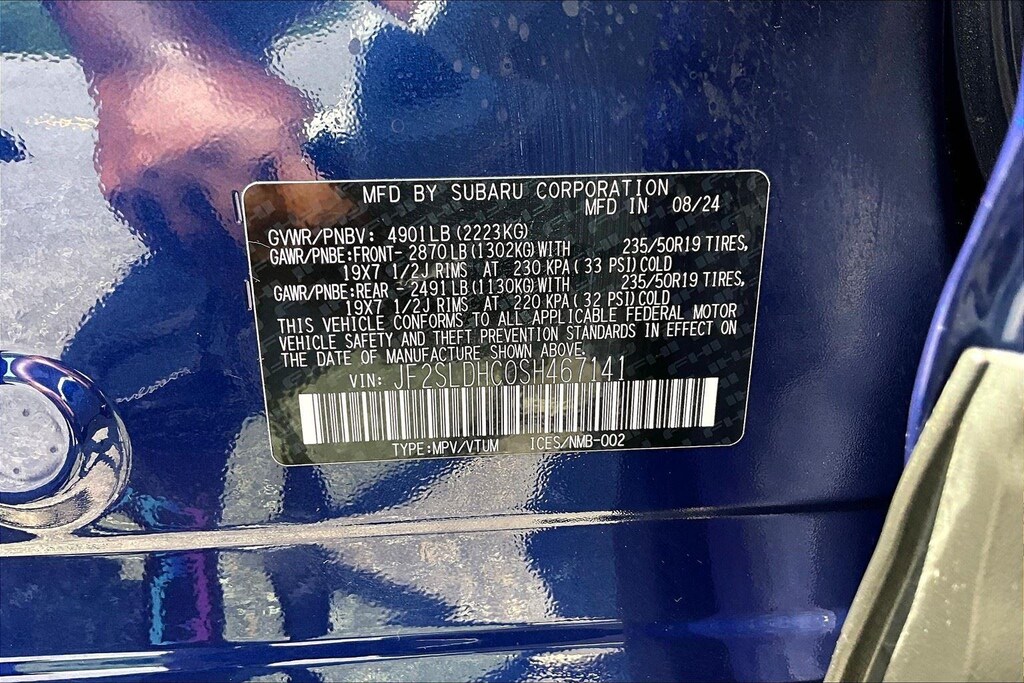 MFD BY SUBARU CORPORATION
MFD IN 08/24
GVWR/PNBV: 4901LB(2223KG)
GAWR/PNBE:FRONT- 2870LB(1302KG)WITH 235/50R19 TIRES,
19X7 1/2J RIMS AT 230 KPA( 33 PSI)COLD
GAWR/PNBE:REAR - 2491LB(1130KG)WITH 235/50R19 TIRES,
19X7 1/2J RIMS AT 220 KPA( 32 PSI)COLD
THIS VEHICLE CONFORMS TO ALL APPLICABLE FEDERAL MOTOR
VEHICLE SAFETY AND THEFT PREVENTION STANDARDS IN EFFECT ON
THE DATE OF MANUFACTURE SHOWN ABOVE.
VIN: JF2SLDHC0SH467141
TYPE:MPV/VTUM ICES/NMB-002